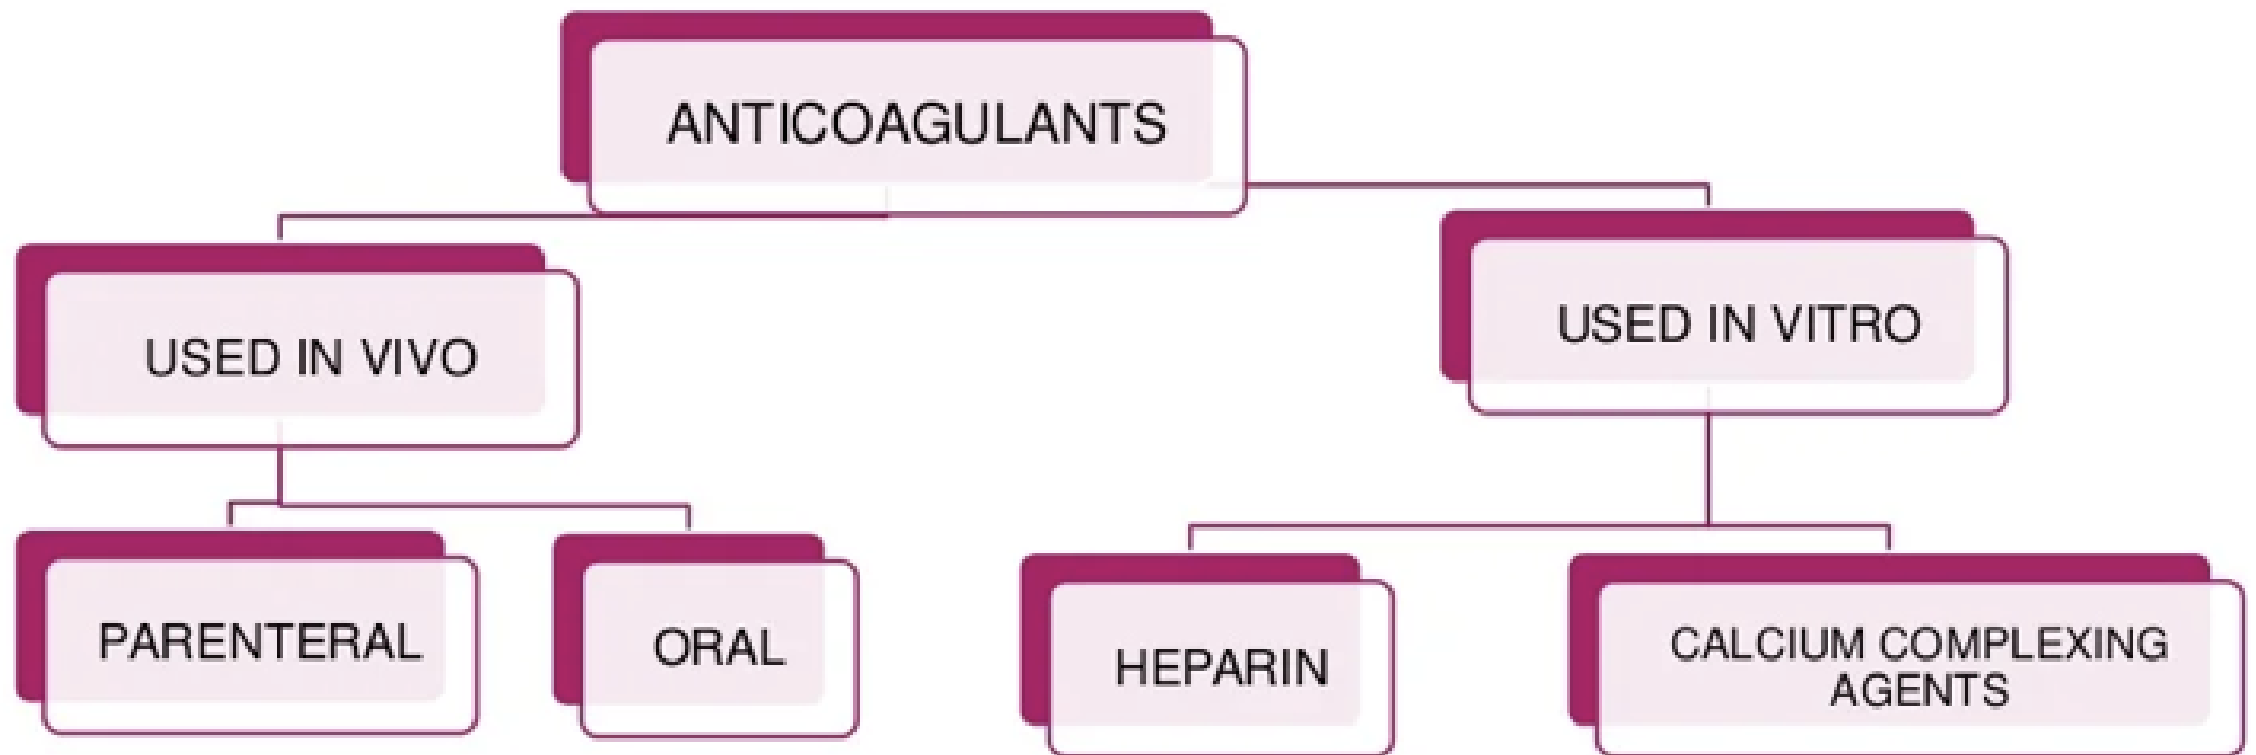 ANTICOAGULANTS
USED IN VIVO
USED IN VITRO
PARENTERAL
ORAL
HEPARIN
CALCIUM COMPLEXING
AGENTS